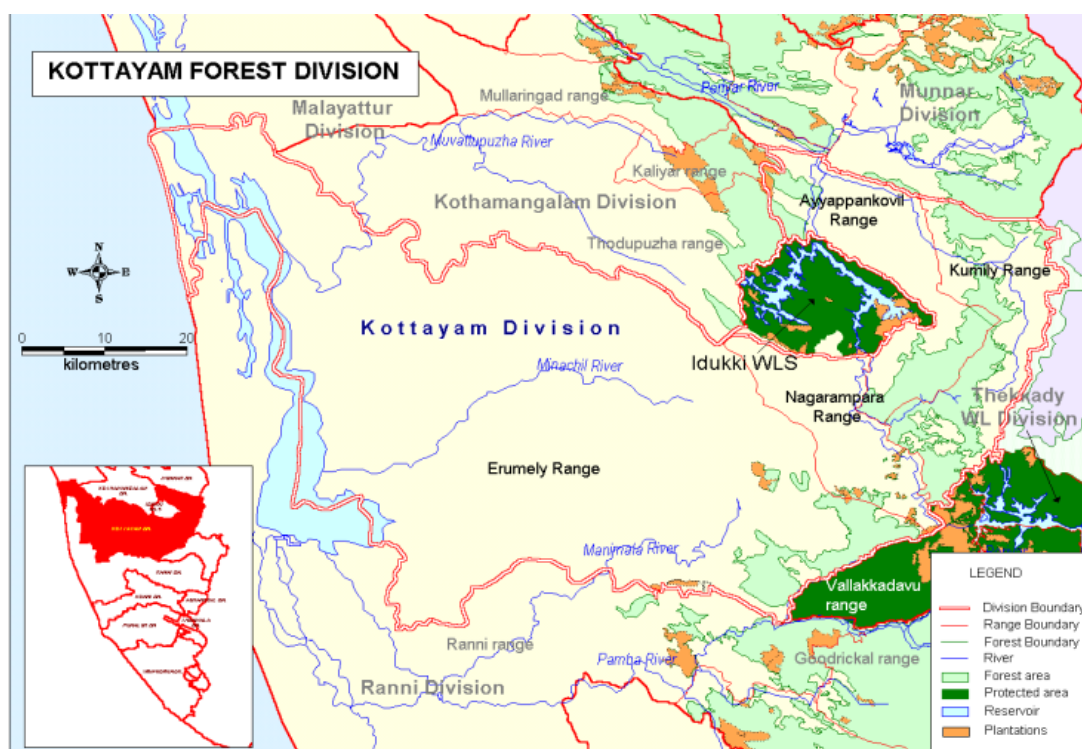 KOTTAYAM FOREST DIVISION
Malayattur
Division
Mullaringad range
Periyar River
Munnar
Division
Muvattupuzha River
Kaliyar range
Kothamangalam Division
Ayyappankovil
Range
Thodupuzha range
Kumily Range
N
W
E
S
Kottayam Division
0
10
20
kilometres
Idukki WLS
Minachil River
Nagarampara
Range
Thekkady
WL Division
Erumely Range
Manimala River
Vallakkadavu
range
Ranni range
Pamba River
Goodrickal range
Ranni Division
LEGEND
Division Boundary
Range Boundary
Forest Boundary
River
Forest area
Protected area
Reservoir
Plantations